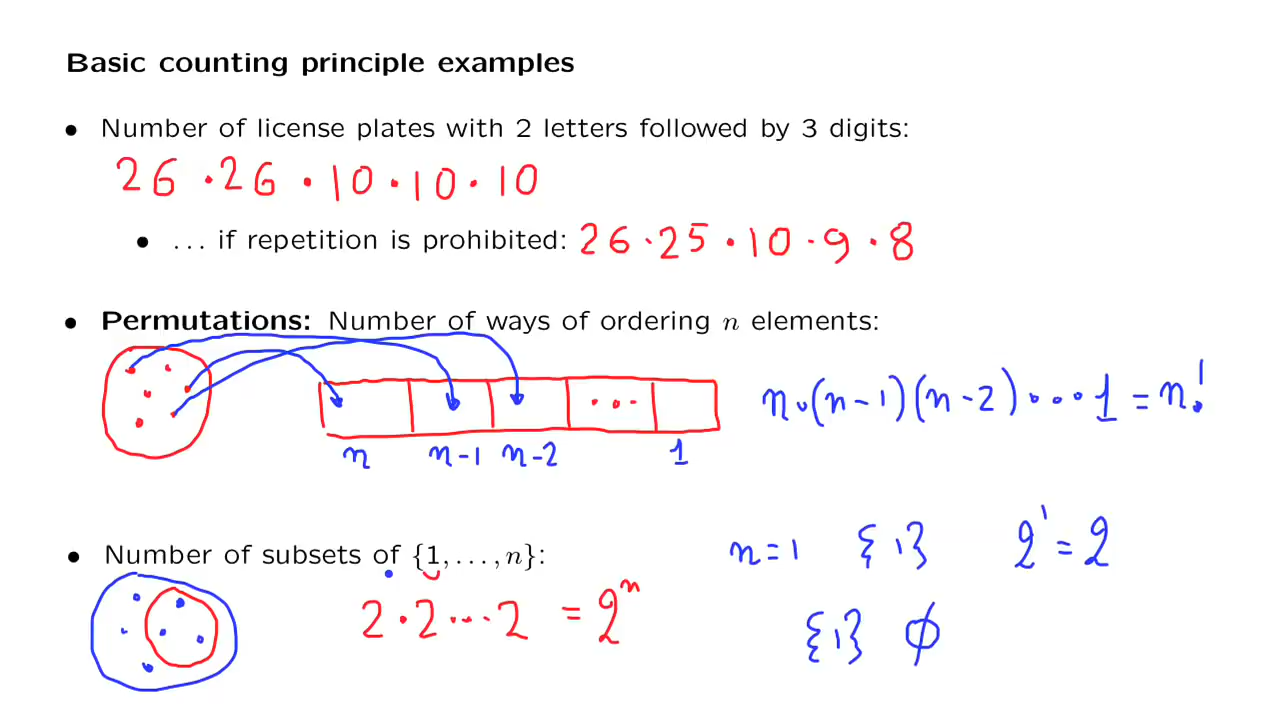 Basic counting principle examples
• Number of license plates with 2 letters followed by 3 digits:
26 · 26 · 10 · 10 · 10
• ... if repetition is prohibited: 26 · 25 · 10 · 9 · 8
• Permutations: Number of ways of ordering n elements:
... n·(n-1)(n-2)···1 = n!
n n-1 n-2 1
• Number of subsets of {1, ..., n}: n=1 {1} 2¹=2
2·2···2 = 2ⁿ {1} ∅